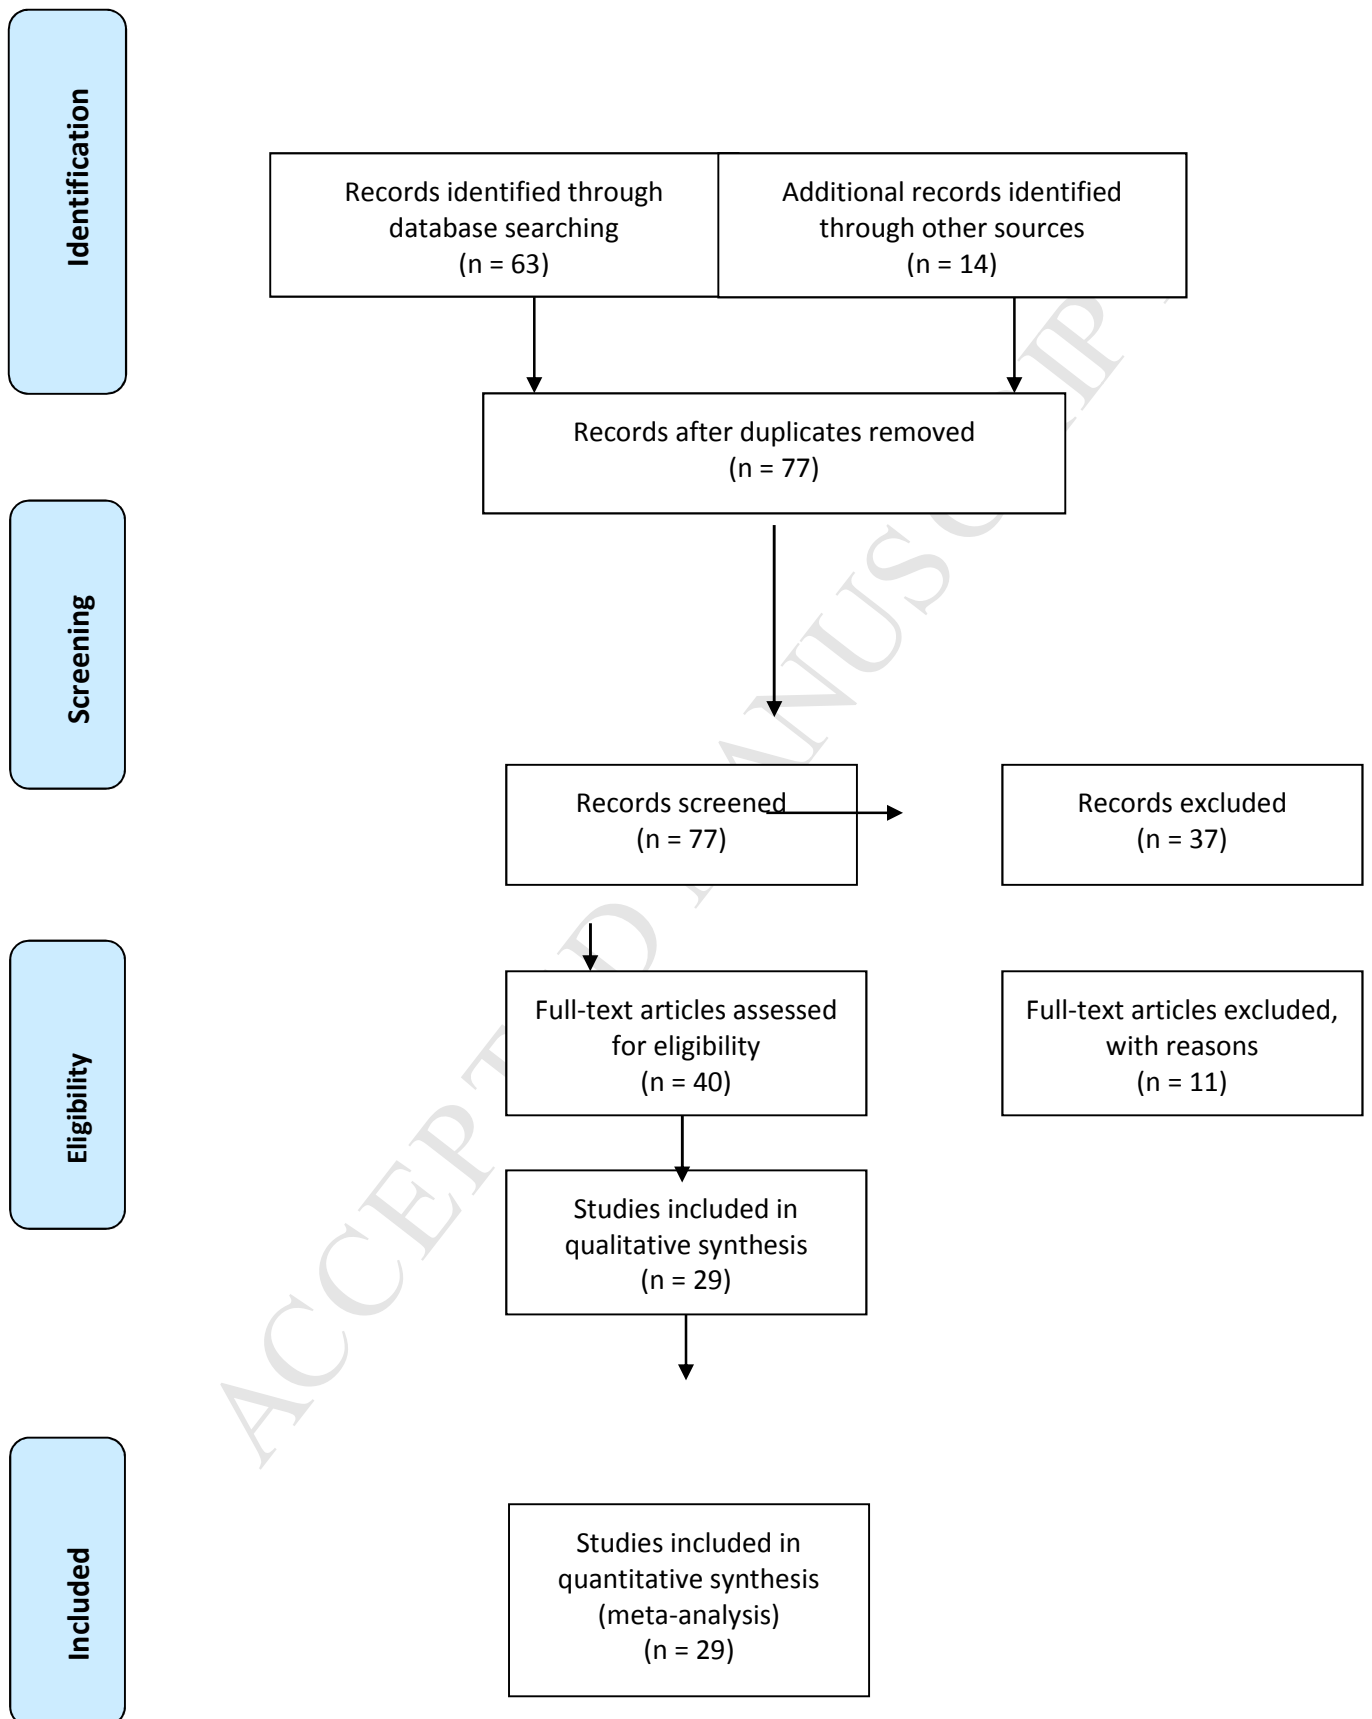 Identification
Records identified through
database searching
(n = 63)
Additional records identified
through other sources
(n = 14)
Records after duplicates removed
(n = 77)
Screening
Records screened
(n = 77)
Records excluded
(n = 37)
Eligibility
Full-text articles assessed
for eligibility
(n = 40)
Full-text articles excluded,
with reasons
(n = 11)
Studies included in
qualitative synthesis
(n = 29)
Included
Studies included in
quantitative synthesis
(meta-analysis)
(n = 29)